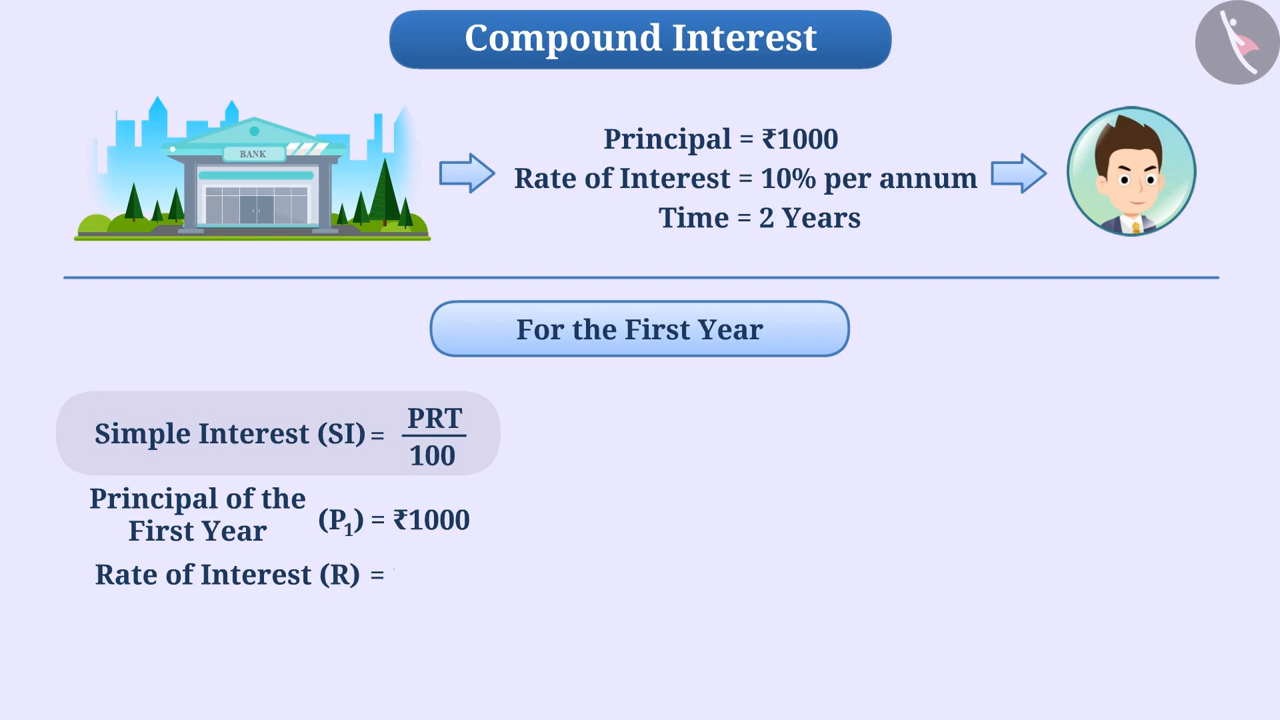 Compound Interest
BANK
Principal = ₹1000
Rate of Interest = 10% per annum
Time = 2 Years
For the First Year
Simple Interest (SI) = PRT
100
Principal of the
First Year (P₁) = ₹1000
Rate of Interest (R) =